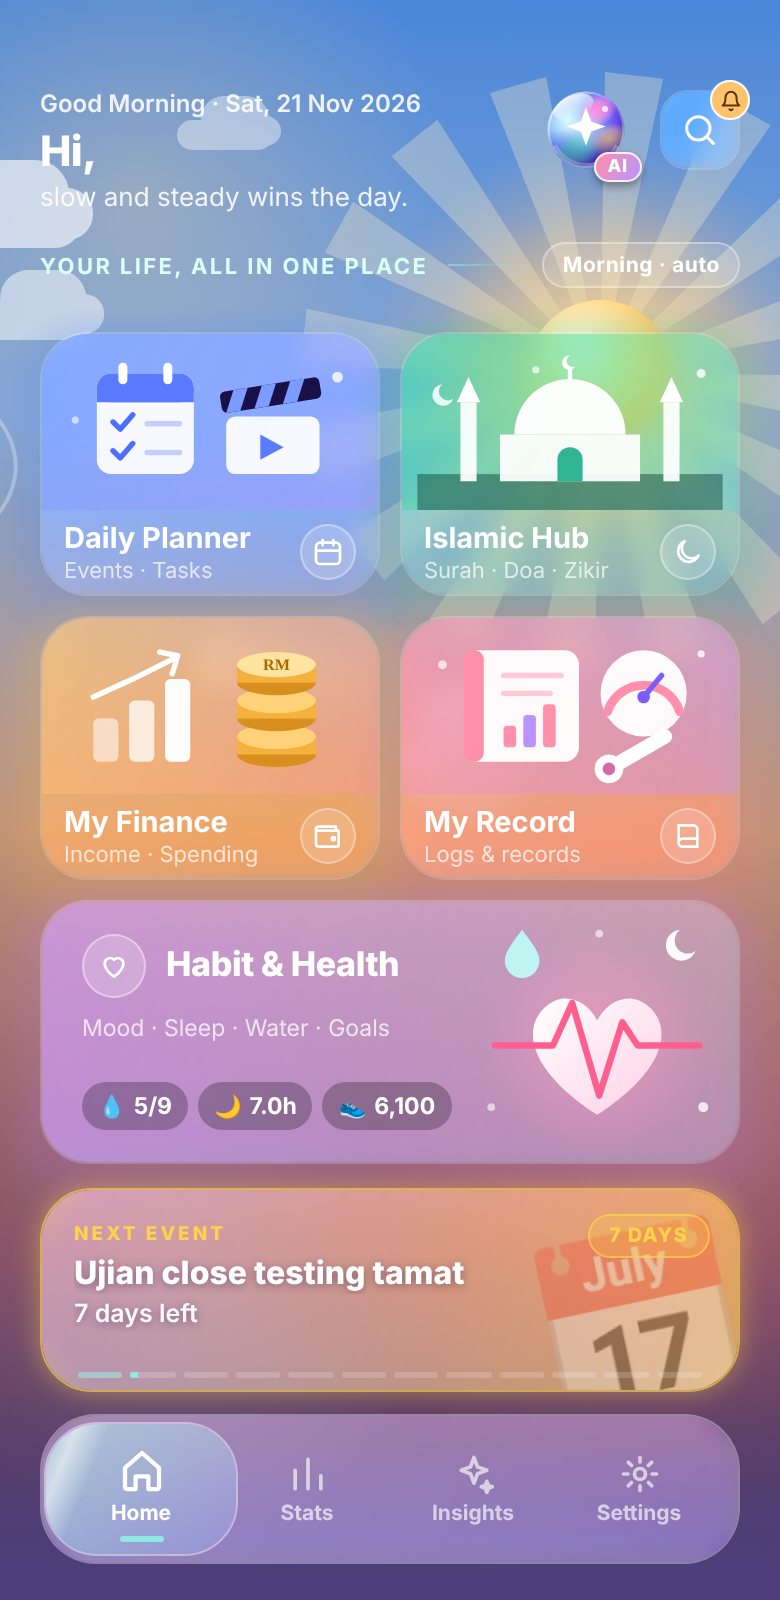 Good Morning · Sat, 21 Nov 2026
Hi,
slow and steady wins the day.
AI
YOUR LIFE, ALL IN ONE PLACE
Morning · auto
Daily Planner
Events · Tasks
Islamic Hub
Surah · Doa · Zikir
RM
My Finance
Income · Spending
My Record
Logs & records
Habit & Health
Mood · Sleep · Water · Goals
5/9
7.0h
6,100
NEXT EVENT
7 DAYS
Ujian close testing tamat
7 days left
July
17
Home
Stats
Insights
Settings